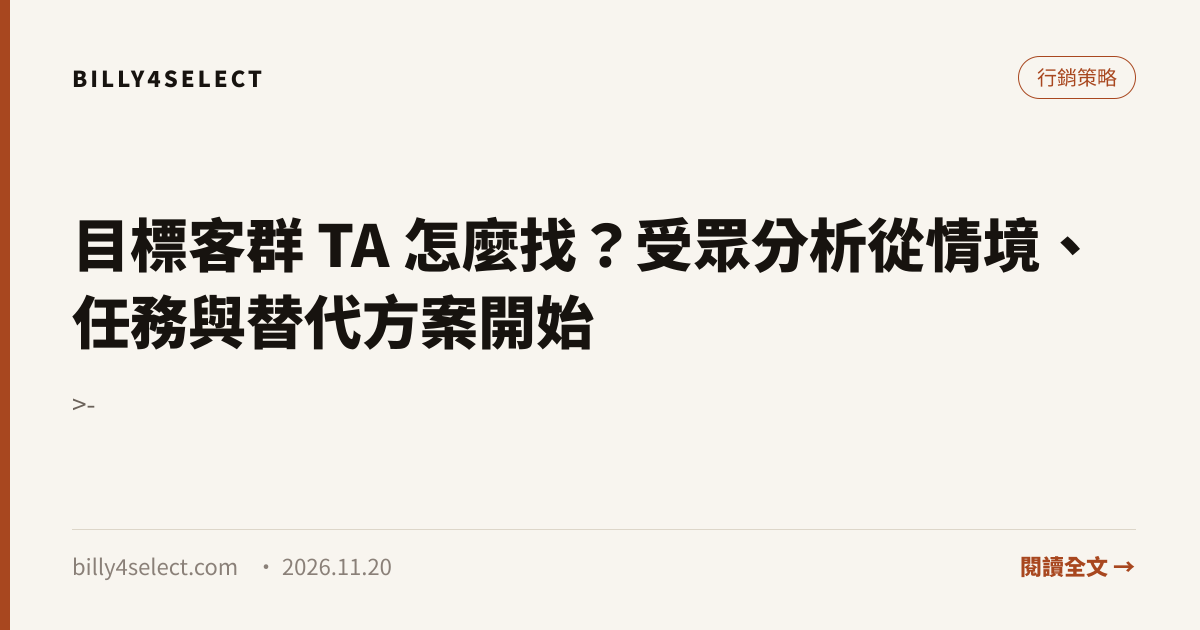 BILLY4SELECT
行銷策略
目標客群 TA 怎麼找？受眾分析從情境、
任務與替代方案開始
>-
billy4select.com ・ 2026.11.20
閱讀全文 →